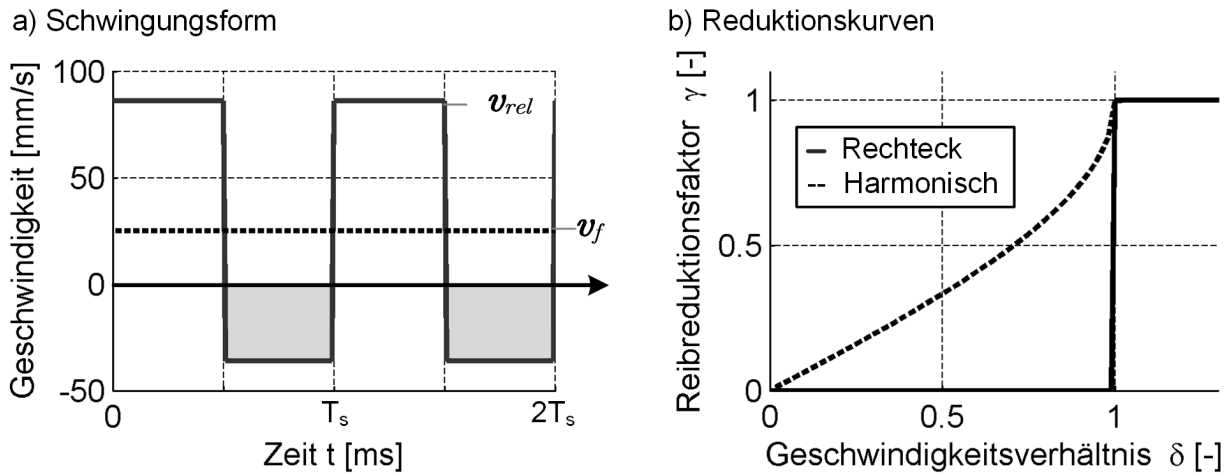 a) Schwingungsform
Geschwindigkeit [mm/s]
100
50
0
-50
v_rel
v_f
0
T_s
2T_s
Zeit t [ms]
b) Reduktionskurven
Reibreduktionsfaktor γ [-]
1
0.5
0
Rechteck
Harmonisch
0
0.5
1
Geschwindigkeitsverhältnis δ [-]